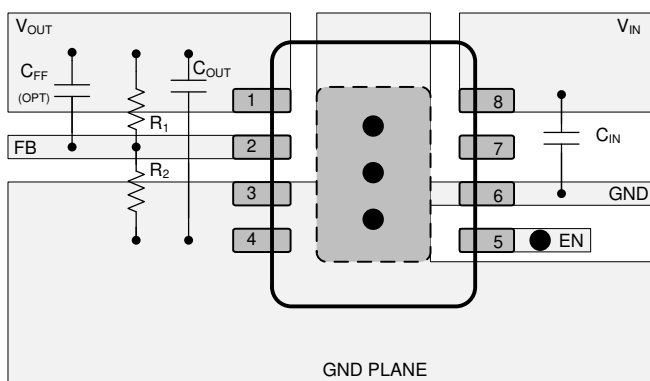 VOUT
VIN
CFF
(OPT)
COUT
R1
CIN
1
8
FB
2
7
R2
3
6
GND
4
5
EN
GND PLANE